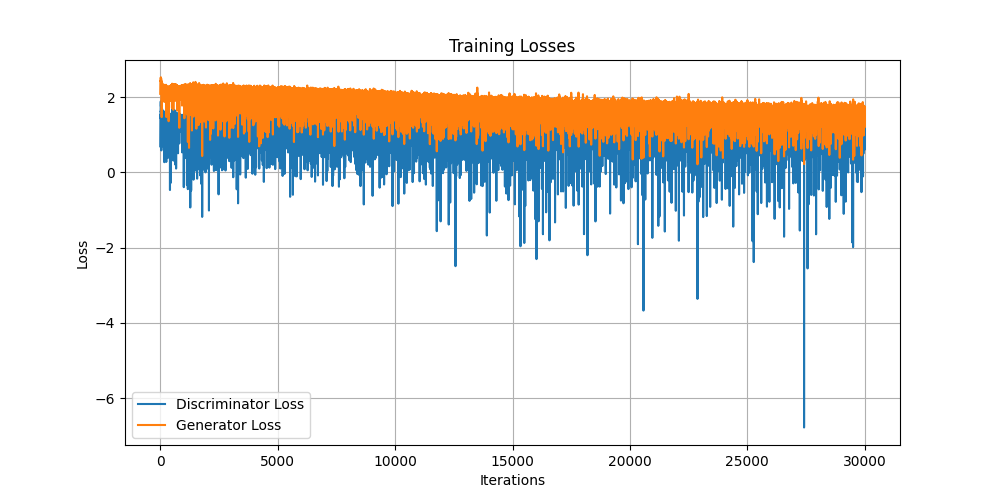 Training Losses
Loss
2
0
−2
−4
−6
Discriminator Loss
Generator Loss
0 5000 10000 15000 20000 25000 30000
Iterations